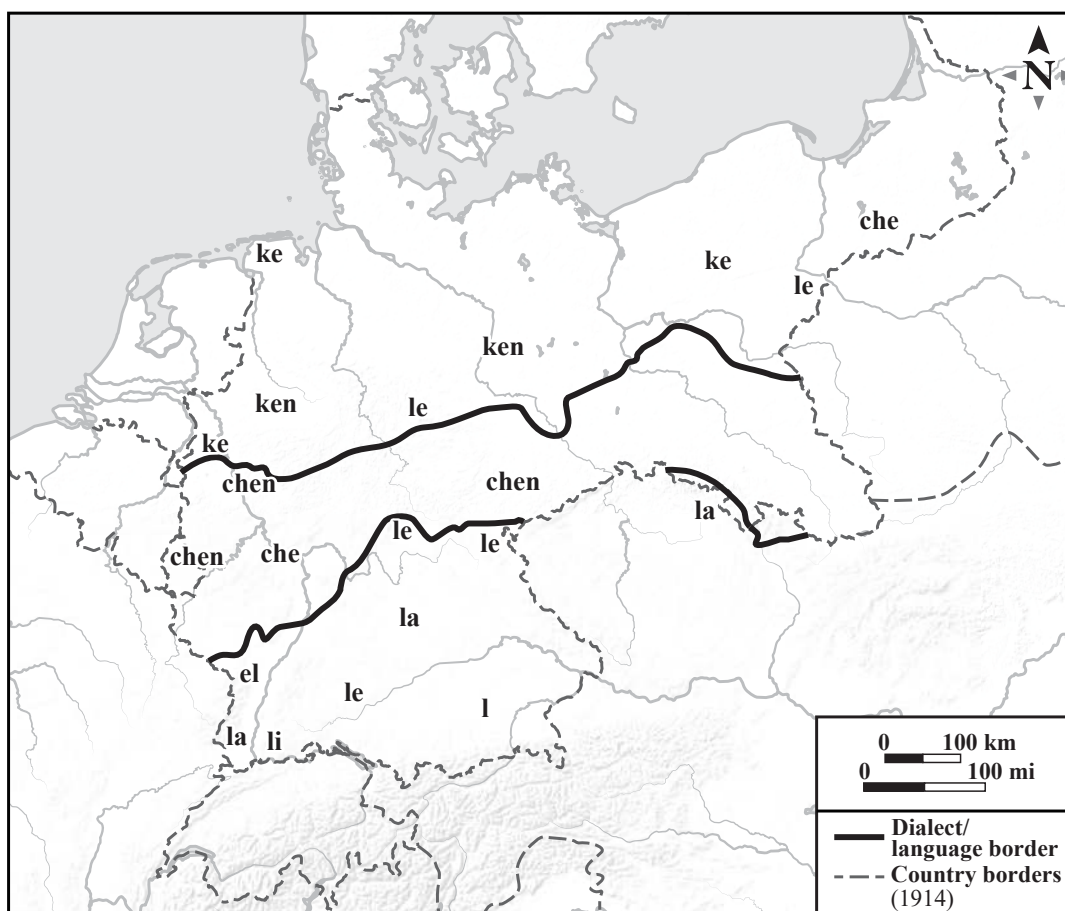 N
che
ke
ke
le
ken
ken
le
ke
chen
chen
la
le
le
chen
che
la
el
le
l
la
li
0 100 km
0 100 mi
Dialect/
language border
Country borders
(1914)